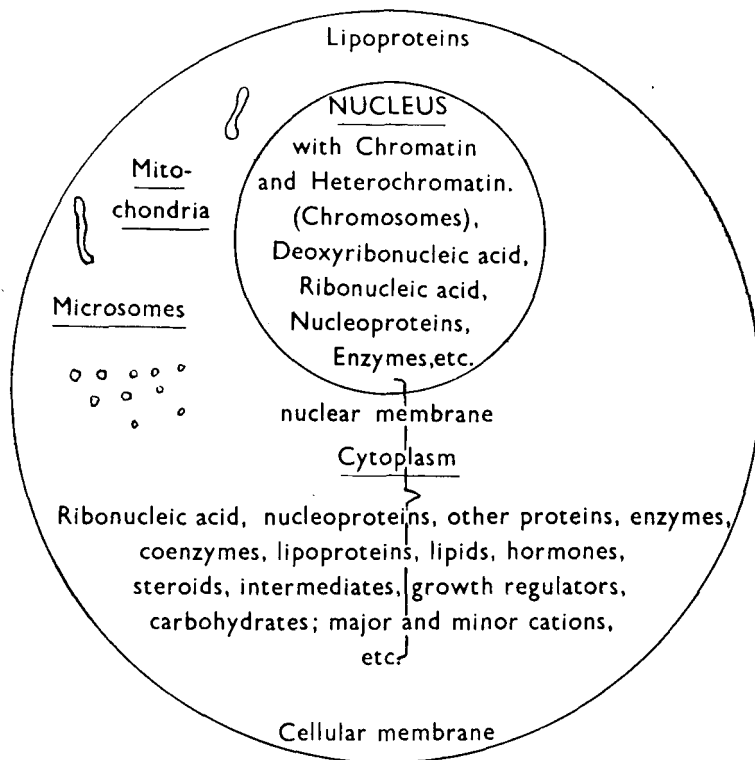 Lipoproteins
NUCLEUS
with Chromatin
and Heterochromatin.
(Chromosomes),
Deoxyribonucleic acid,
Ribonucleic acid,
Nucleoproteins,
Enzymes,etc.
Mito-
chondria
Microsomes
nuclear membrane
Cytoplasm
Ribonucleic acid, nucleoproteins, other proteins, enzymes,
coenzymes, lipoproteins, lipids, hormones,
steroids, intermediates, growth regulators,
carbohydrates; major and minor cations,
etc.
Cellular membrane